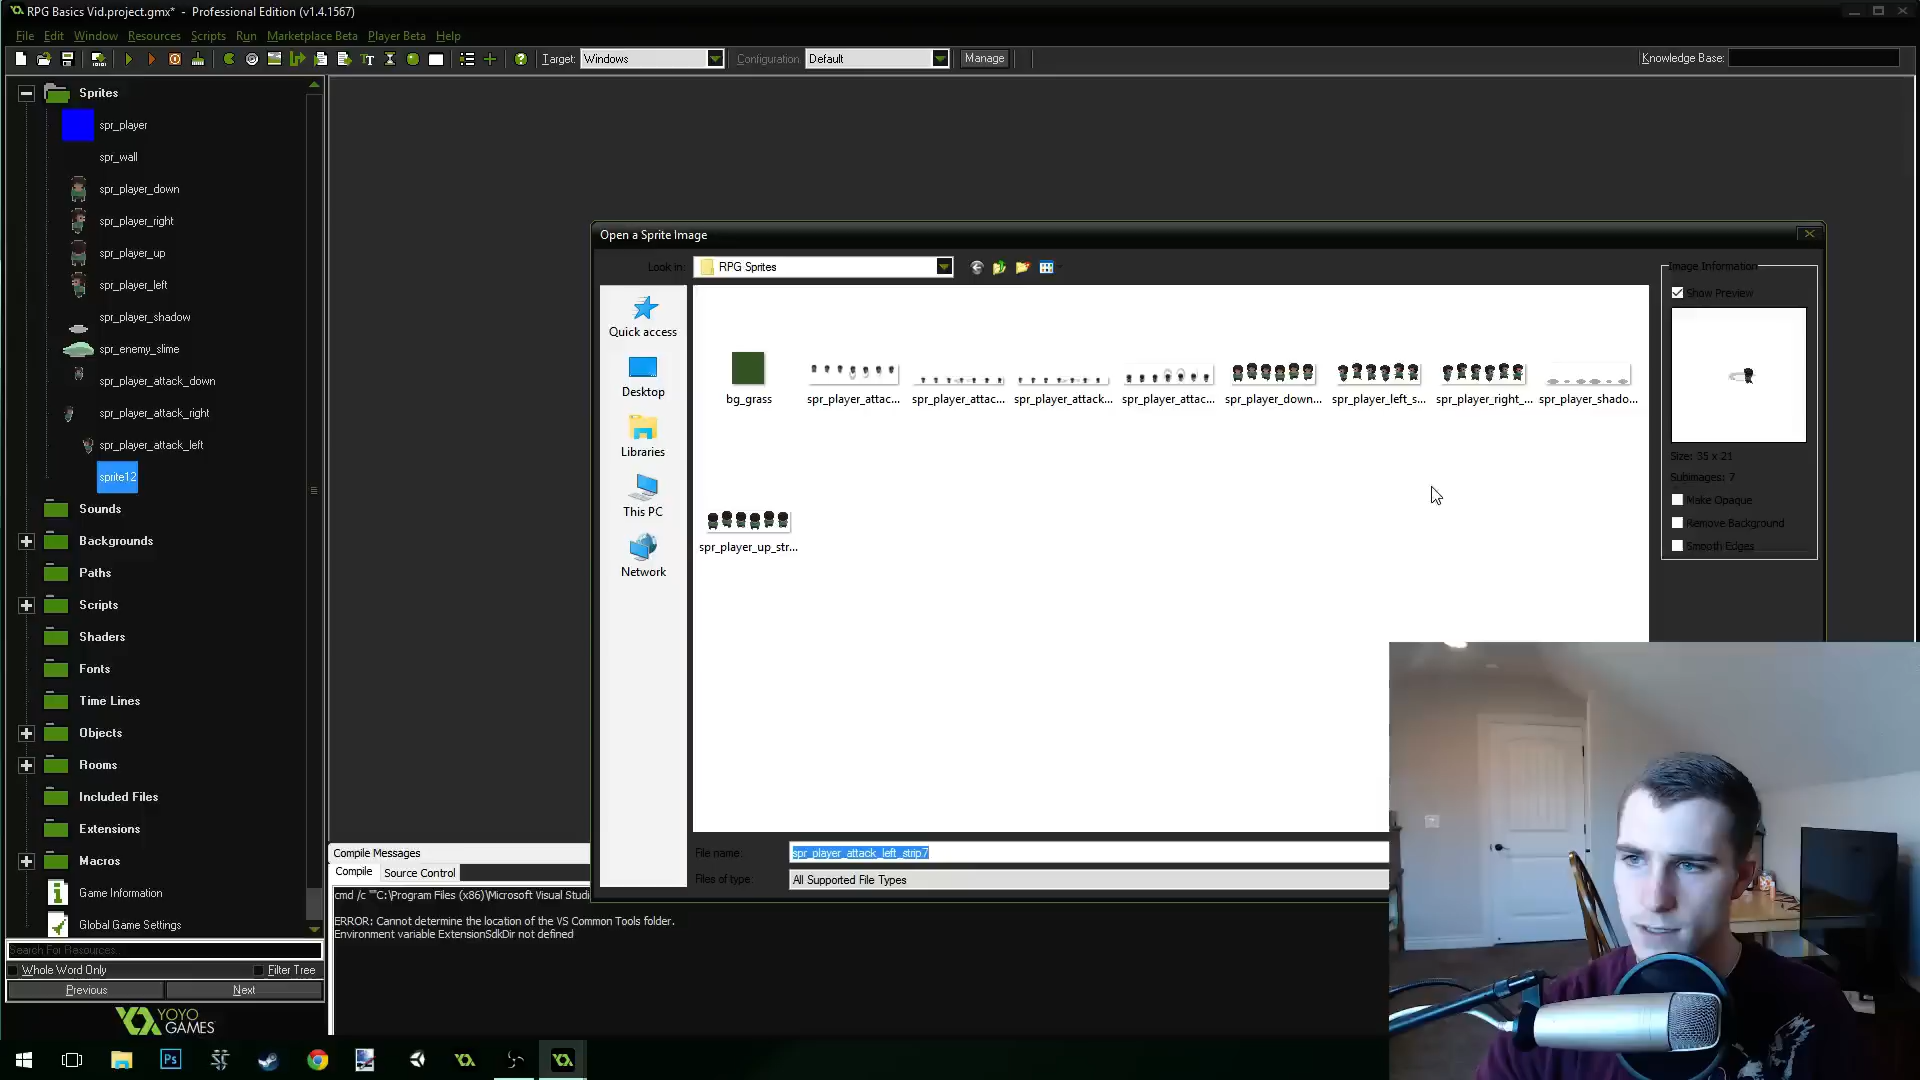 RPG Basics Vid.project.gmx* - Professional Edition (v1.4.1567)
File Edit Window Resources Scripts Run Marketplace Beta Player Beta Help
Target: Windows Configuration: Default Manage Knowledge Base:
Sprites
spr_player
spr_wall
spr_player_down
spr_player_right
spr_player_up
spr_player_left
spr_player_shadow
spr_enemy_slime
spr_player_attack_down
spr_player_attack_right
spr_player_attack_left
sprite12
Sounds
Backgrounds
Paths
Scripts
Shaders
Fonts
Time Lines
Objects
Rooms
Included Files
Extensions
Macros
Game Information
Global Game Settings
Search For Resources
Whole Word Only Filter Tree
Previous Next
YOYO
GAMES
Open a Sprite Image
Look in: RPG Sprites
Quick access
Desktop
Libraries
This PC
Network
bg_grass spr_player_attac... spr_player_attac... spr_player_attack... spr_player_attac... spr_player_down... spr_player_left_s... spr_player_right_... spr_player_shado...
spr_player_up_str...
Image Information
Show Preview
Size: 35 x 21
Subimages: 7
Make Opaque
Remove Background
Smooth Edges
File name: spr_player_attack_left_strip7
Files of type: All Supported File Types
Compile Messages
Compile Source Control
cmd /c ""C:\Program Files (x86)\Microsoft Visual Studi
ERROR: Cannot determine the location of the VS Common Tools folder.
Environment variable ExtensionSdkDir not defined
Ps